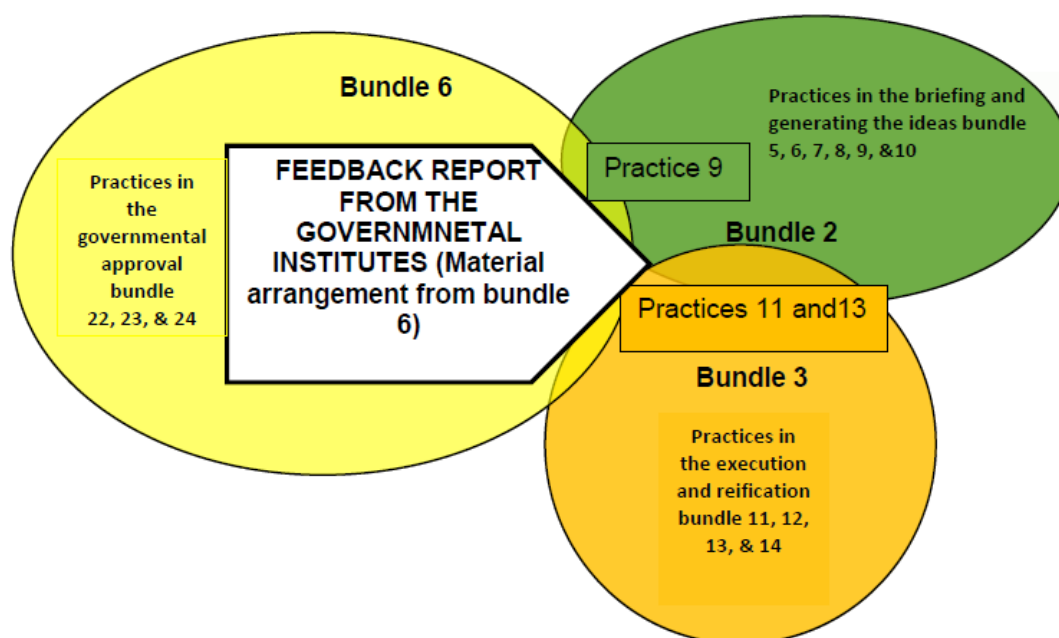 Bundle 6
Practices in
the
governmental
approval
bundle
22, 23, & 24
FEEDBACK REPORT
FROM THE
GOVERNMNETAL
INSTITUTES (Material
arrangement from bundle
6)
Practices in the briefing and
generating the ideas bundle
5, 6, 7, 8, 9, &10
Practice 9
Bundle 2
Practices 11 and13
Bundle 3
Practices in
the execution
and reification
bundle 11, 12,
13, & 14